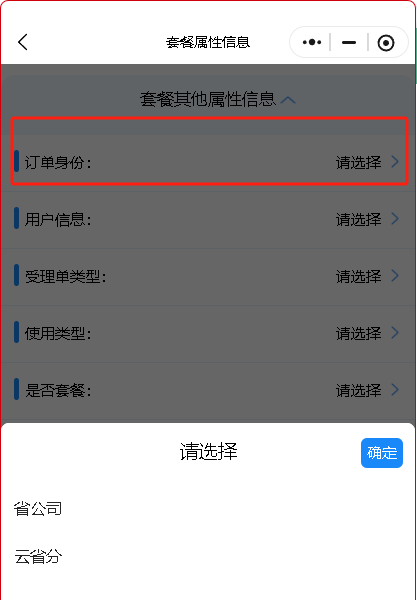 套餐属性信息
套餐其他属性信息
订单身份： 请选择
用户信息： 请选择
受理单类型： 请选择
使用类型： 请选择
是否套餐： 请选择
请选择 确定
省公司
云省分